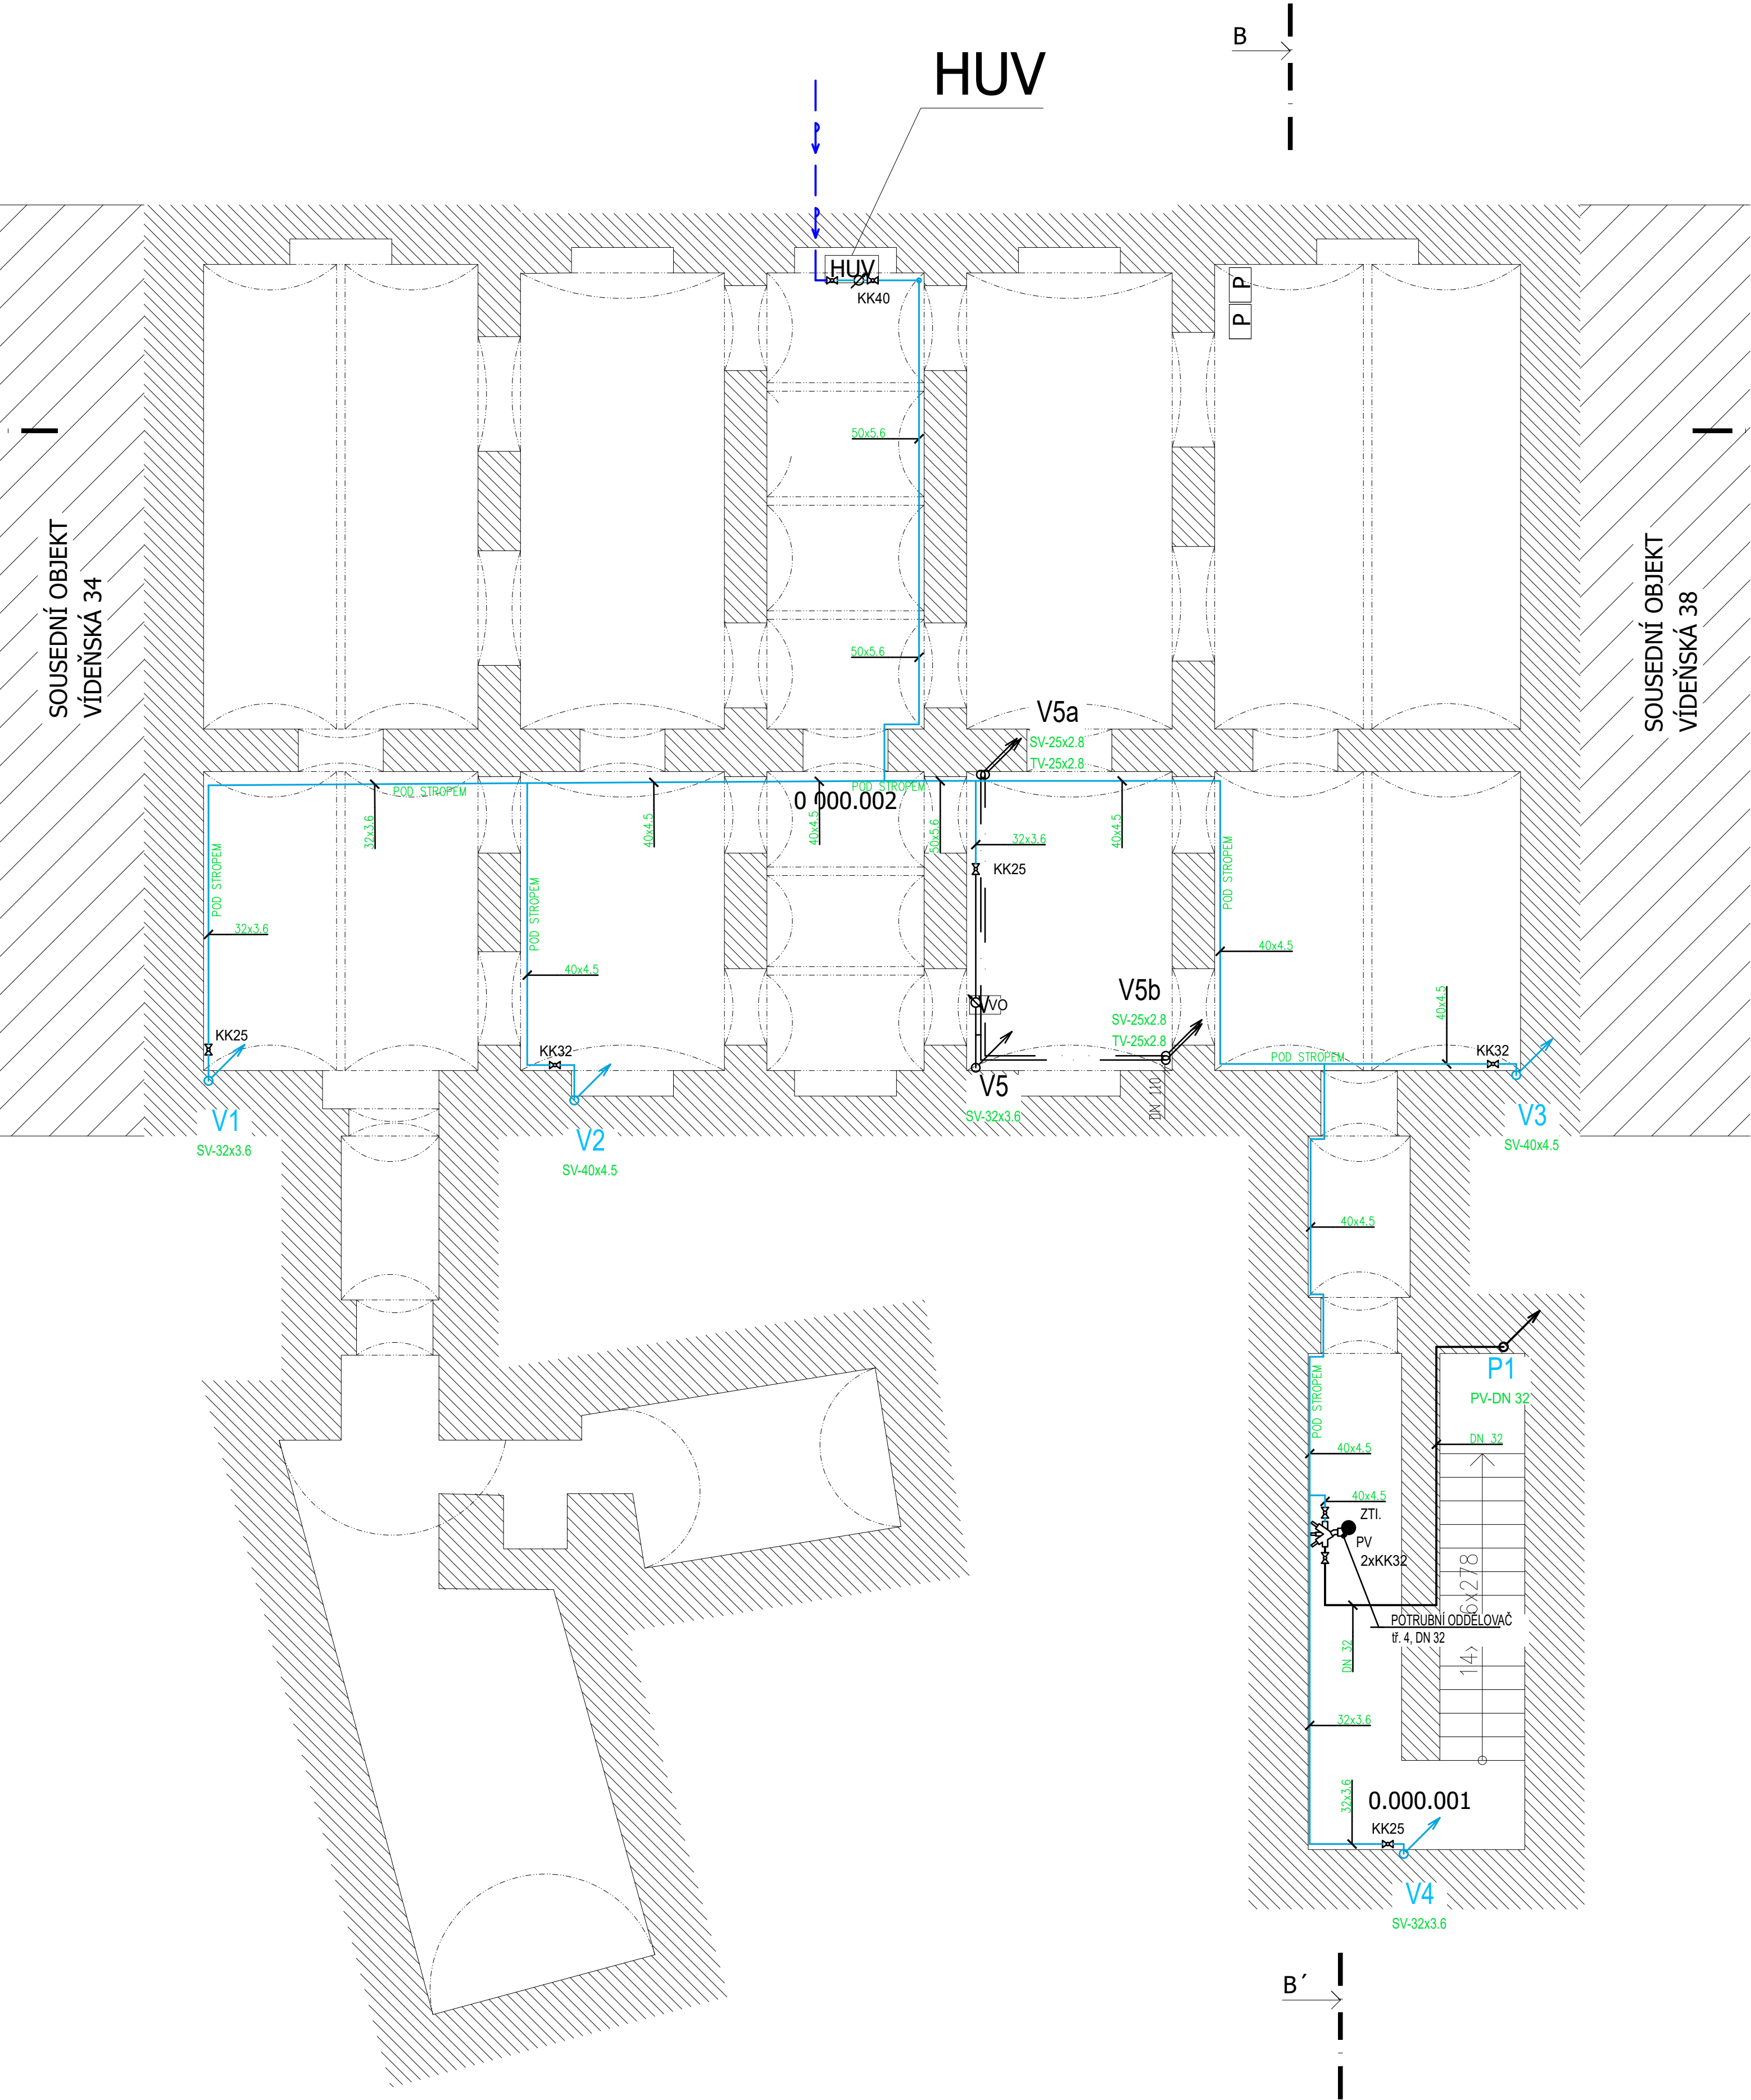 B
HUV
HUV
KK40
P
P
50x5.6
SOUSEDNÍ OBJEKT
VÍDEŇSKÁ 34
SOUSEDNÍ OBJEKT
VÍDEŇSKÁ 38
50x5.6
V5a
SV-25x2.8
TV-25x2.8
POD STROPEM
POD STROPEM
0 000.002
32x3.6
40x4.5
40x4.5
50x5.6
32x3.6
40x4.5
KK25
POD STROPEM
POD STROPEM
POD STROPEM
32x3.6
40x4.5
40x4.5
V5b
SV-25x2.8
TV-25x2.8
VVO
40x4.5
KK25
KK32
POD STROPEM
KK32
V5
SV-32x3.6
DN 110
V1
SV-32x3.6
V2
SV-40x4.5
V3
SV-40x4.5
40x4.5
P1
PV-DN 32
POD STROPEM
DN 32
40x4.5
40x4.5
ZTI.
PV
2xKK32
POTRUBNÍ ODDĚLOVAČ
tř. 4, DN 32
DN 32
6x278
32x3.6
32x3.6
0.000.001
KK25
V4
SV-32x3.6
B´